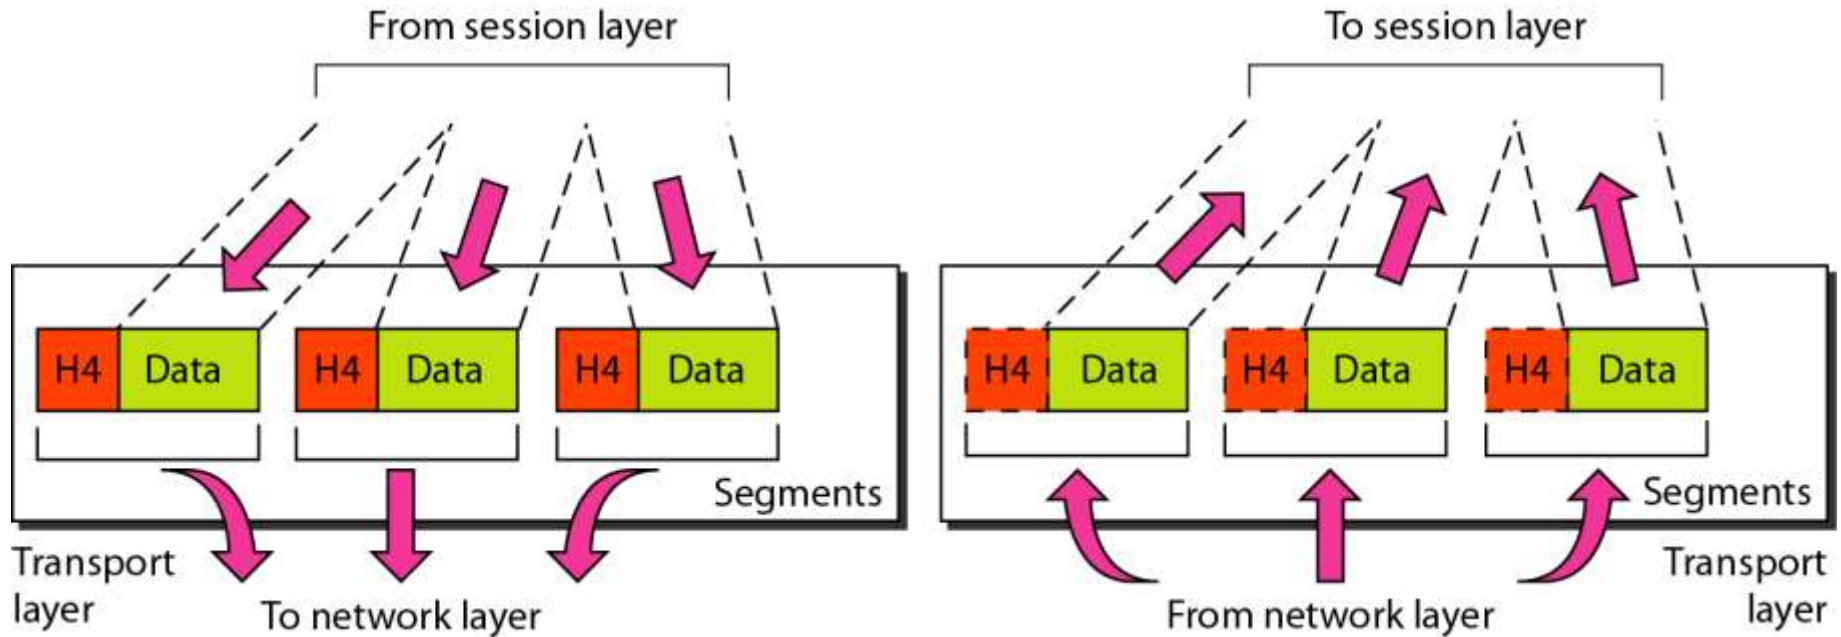 From session layer
H4 Data H4 Data H4 Data
Segments
Transport
layer
To network layer
To session layer
H4 Data H4 Data H4 Data
Segments
Transport
layer
From network layer